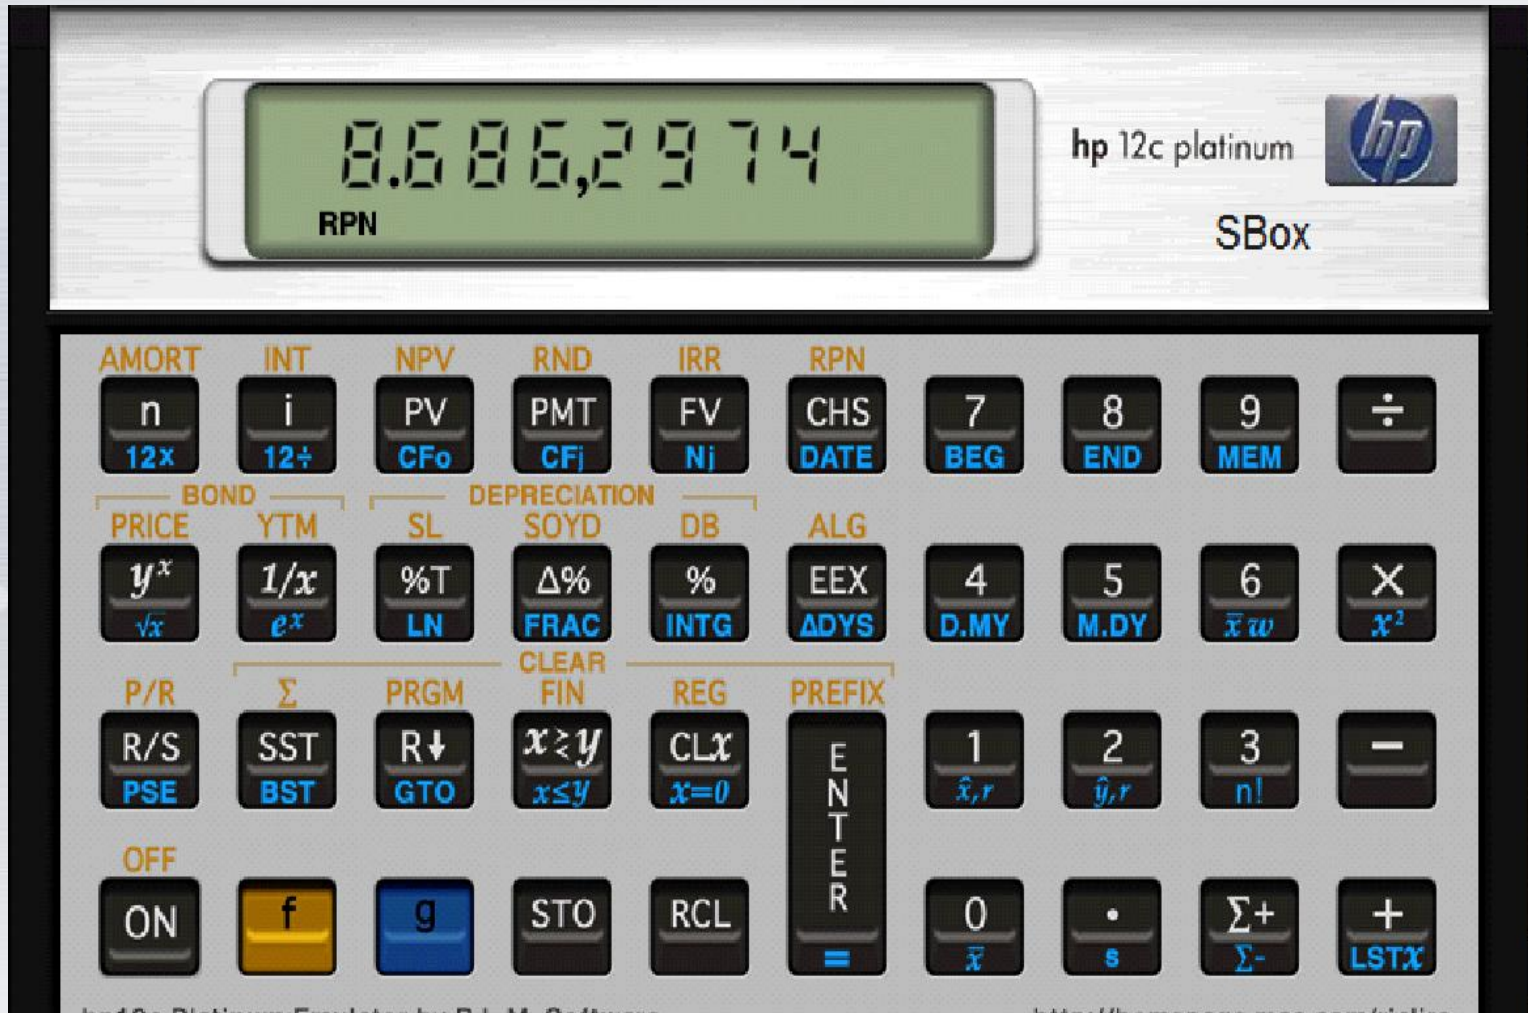 8.686,2974
RPN
hp 12c platinum
hp
SBox
AMORT INT NPV RND IRR RPN
n i PV PMT FV CHS 7 8 9 ÷
12x 12÷ CFo CFj Nj DATE BEG END MEM
BOND DEPRECIATION
PRICE YTM SL SOYD DB ALG
yˣ 1/x %T Δ% % EEX 4 5 6 ×
√x eˣ LN FRAC INTG ΔDYS D.MY M.DY x̅w x²
CLEAR
P/R Σ PRGM FIN REG PREFIX
R/S SST R↓ x≷y CLx ENTER 1 2 3 −
PSE BST GTO x≤y x=0 x̂,r ŷ,r n!
OFF
ON f g STO RCL 0 · Σ+ +
= x̅ s Σ- LSTx